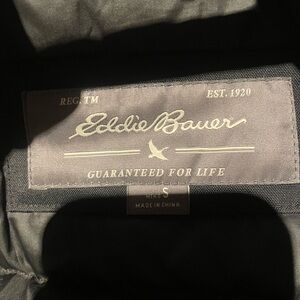 REG. TM EST. 1920
Eddie Bauer
GUARANTEED FOR LIFE
S
MADE IN CHINA